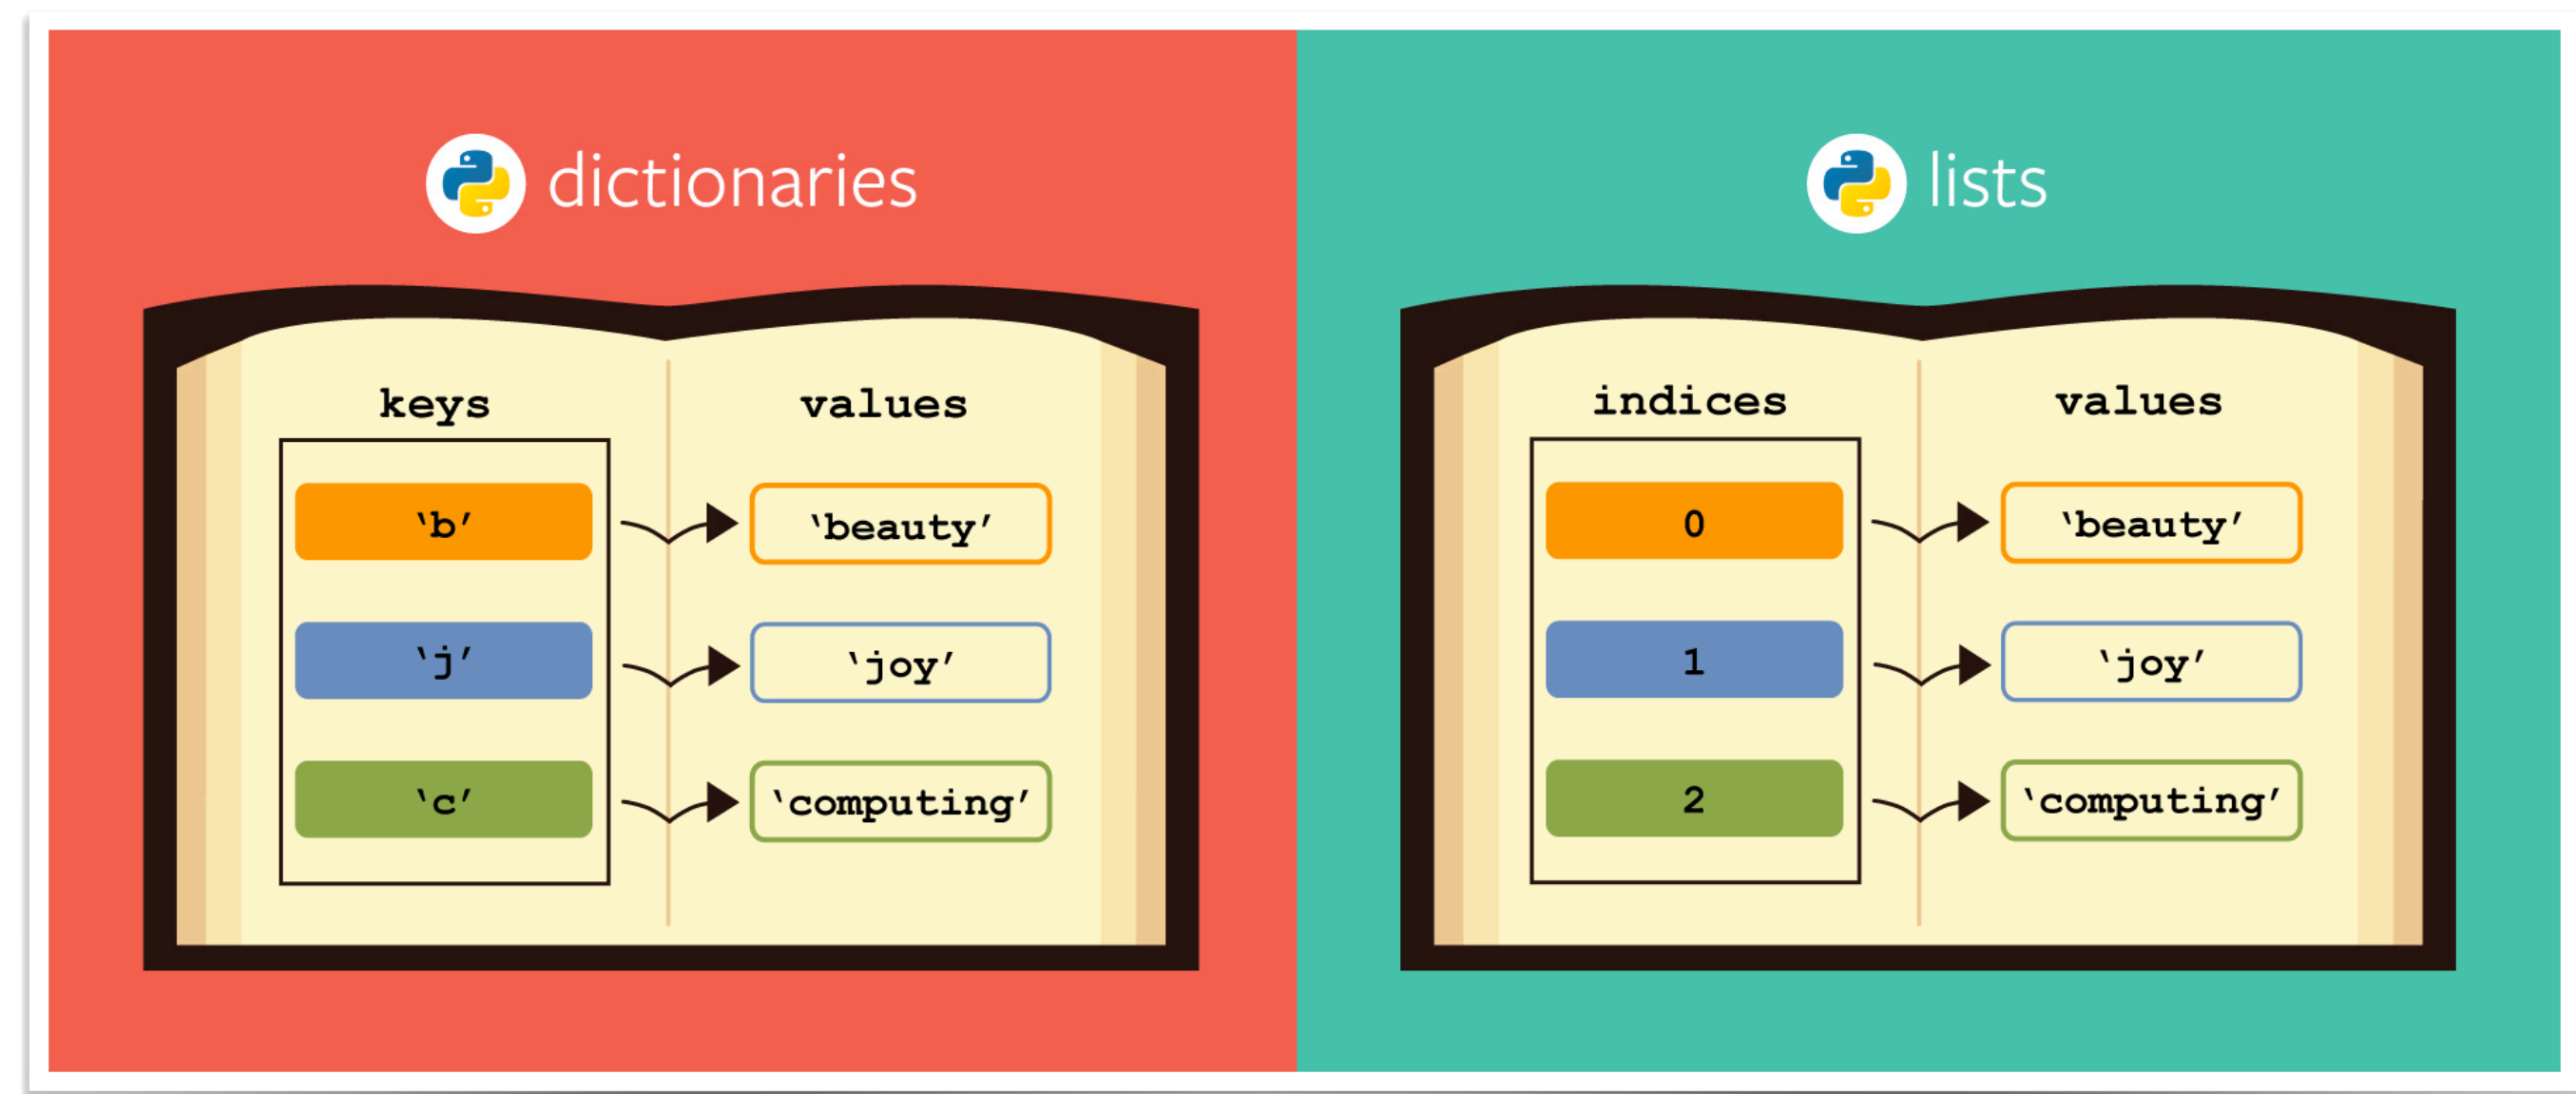 dictionaries
keys values
‵b′ ‵beauty′
‵j′ ‵joy′
‵c′ ‵computing′
lists
indices values
0 ‵beauty′
1 ‵joy′
2 ‵computing′